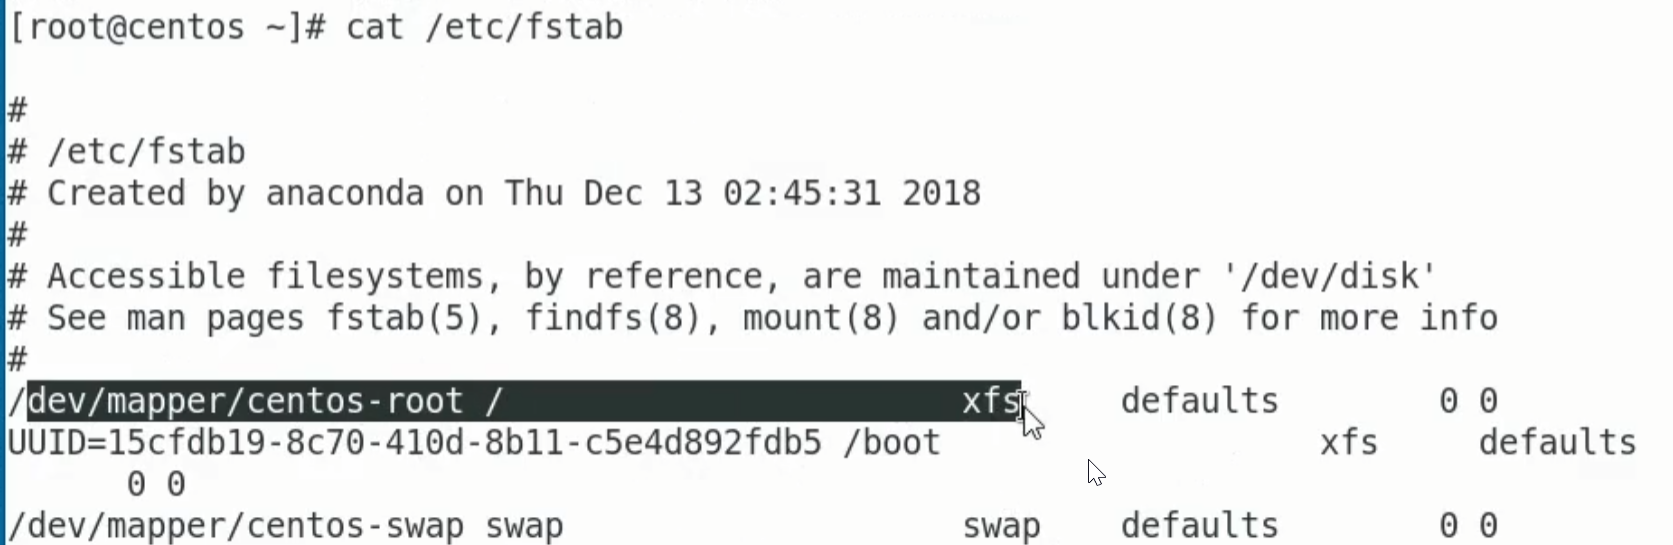 [root@centos ~]# cat /etc/fstab
#
# /etc/fstab
# Created by anaconda on Thu Dec 13 02:45:31 2018
#
# Accessible filesystems, by reference, are maintained under '/dev/disk'
# See man pages fstab(5), findfs(8), mount(8) and/or blkid(8) for more info
#
/dev/mapper/centos-root /                       xfs     defaults        0 0
UUID=15cfdb19-8c70-410d-8b11-c5e4d892fdb5 /boot                   xfs     defaults
      0 0
/dev/mapper/centos-swap swap                    swap    defaults        0 0